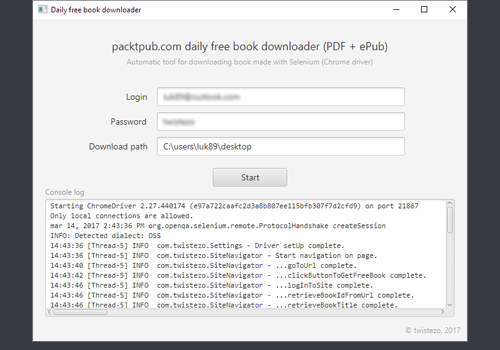 Daily free book downloader
packtpub.com daily free book downloader (PDF + ePub)
Automatic tool for downloading book made with Selenium (Chrome driver)
Login
Password
Download path C:\users\luk89\desktop
Start
Console log
Starting ChromeDriver 2.27.440174 (e97a722caafc2d3a8b807ee115bfb307f7d2cfd9) on port 21867
Only local connections are allowed.
mar 14, 2017 2:43:36 PM org.openqa.selenium.remote.ProtocolHandshake createSession
INFO: Detected dialect: OSS
14:43:36 [Thread-5] INFO com.twistezo.Settings - Driver setUp complete.
14:43:36 [Thread-5] INFO com.twistezo.SiteNavigator - Start navigation on page.
14:43:40 [Thread-5] INFO com.twistezo.SiteNavigator - ...goToUrl complete.
14:43:42 [Thread-5] INFO com.twistezo.SiteNavigator - ...clickButtonToGetFreeBook complete.
14:43:46 [Thread-5] INFO com.twistezo.SiteNavigator - ...logInToSite complete.
14:43:46 [Thread-5] INFO com.twistezo.SiteNavigator - ...retrieveBookIdFromUrl complete.
14:43:46 [Thread-5] INFO com.twistezo.SiteNavigator - ...retrieveBookTitle complete.
© twistezo, 2017